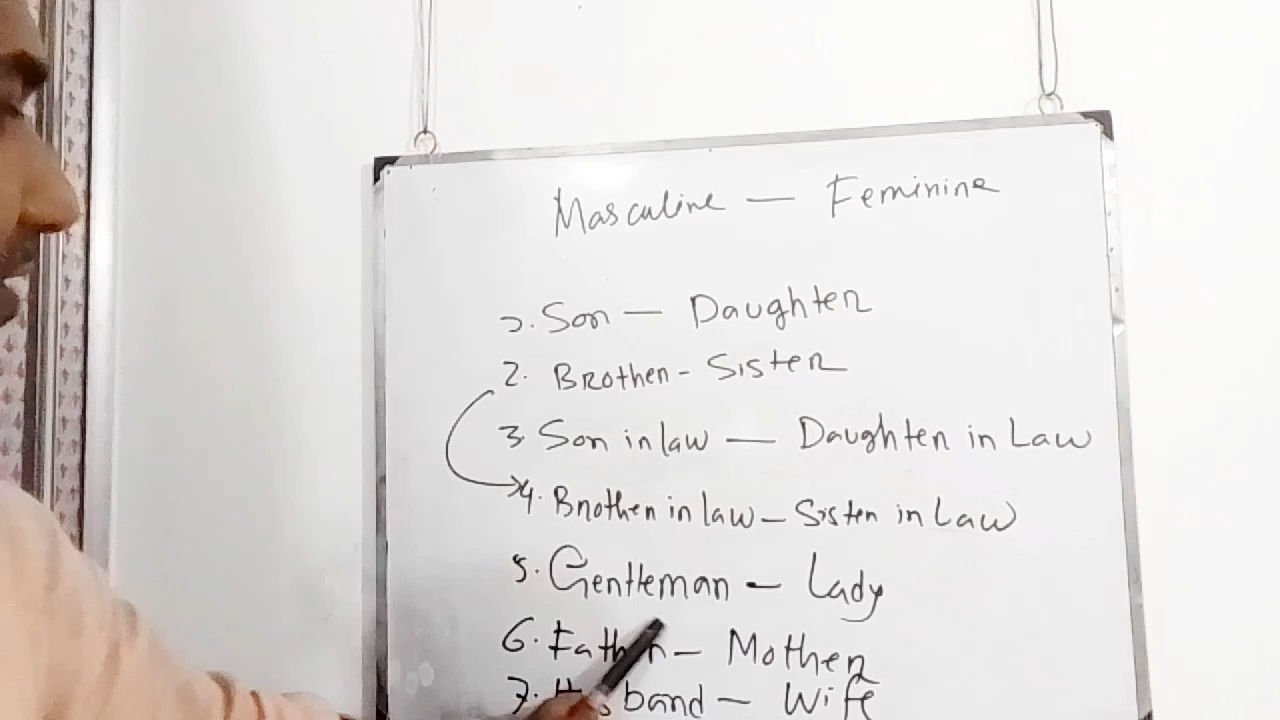 Masculine — Feminine
1. Son — Daughter
2. Brother - Sister
3. Son in law — Daughter in Law
4. Brother in law — Sister in Law
5. Gentleman — Lady
6. Father — Mother
7. Husband — Wife